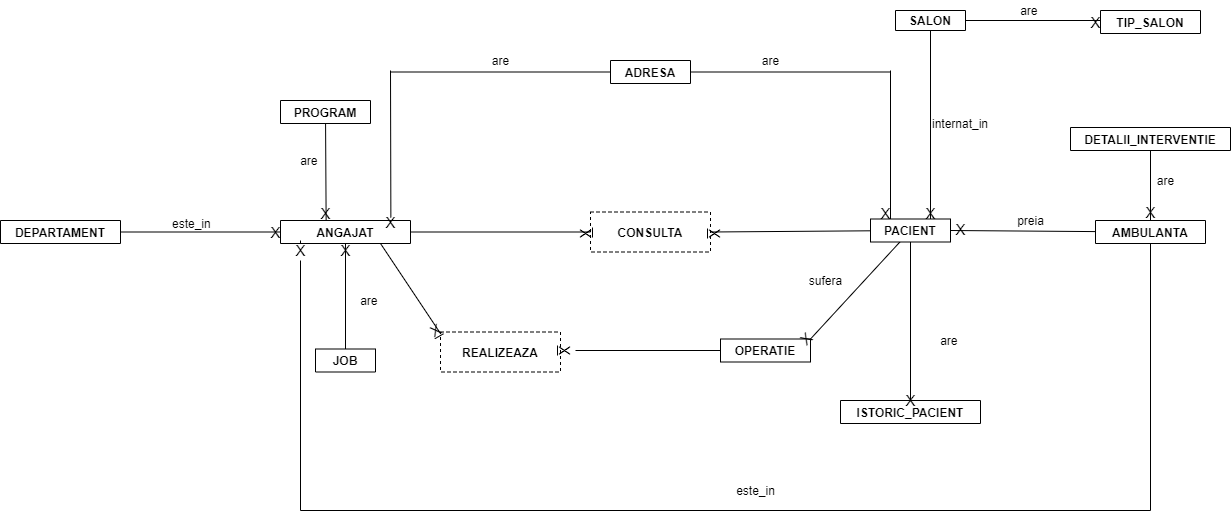 SALON
are
TIP_SALON
are
ADRESA
are
PROGRAM
internat_in
DETALII_INTERVENTIE
are
are
DEPARTAMENT
este_in
ANGAJAT
CONSULTA
PACIENT
preia
AMBULANTA
sufera
are
JOB
REALIZEAZA
OPERATIE
are
ISTORIC_PACIENT
este_in